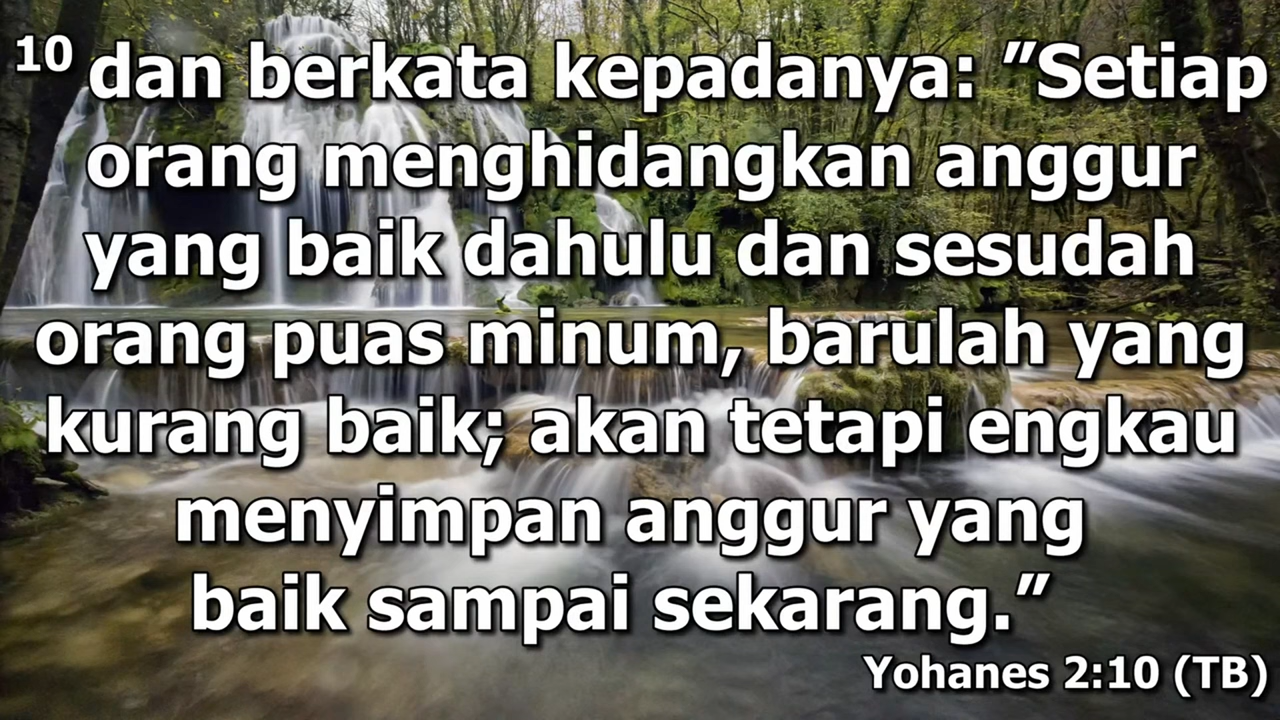 10 dan berkata kepadanya: ”Setiap
orang menghidangkan anggur
yang baik dahulu dan sesudah
orang puas minum, barulah yang
kurang baik; akan tetapi engkau
menyimpan anggur yang
baik sampai sekarang.”
Yohanes 2:10 (TB)